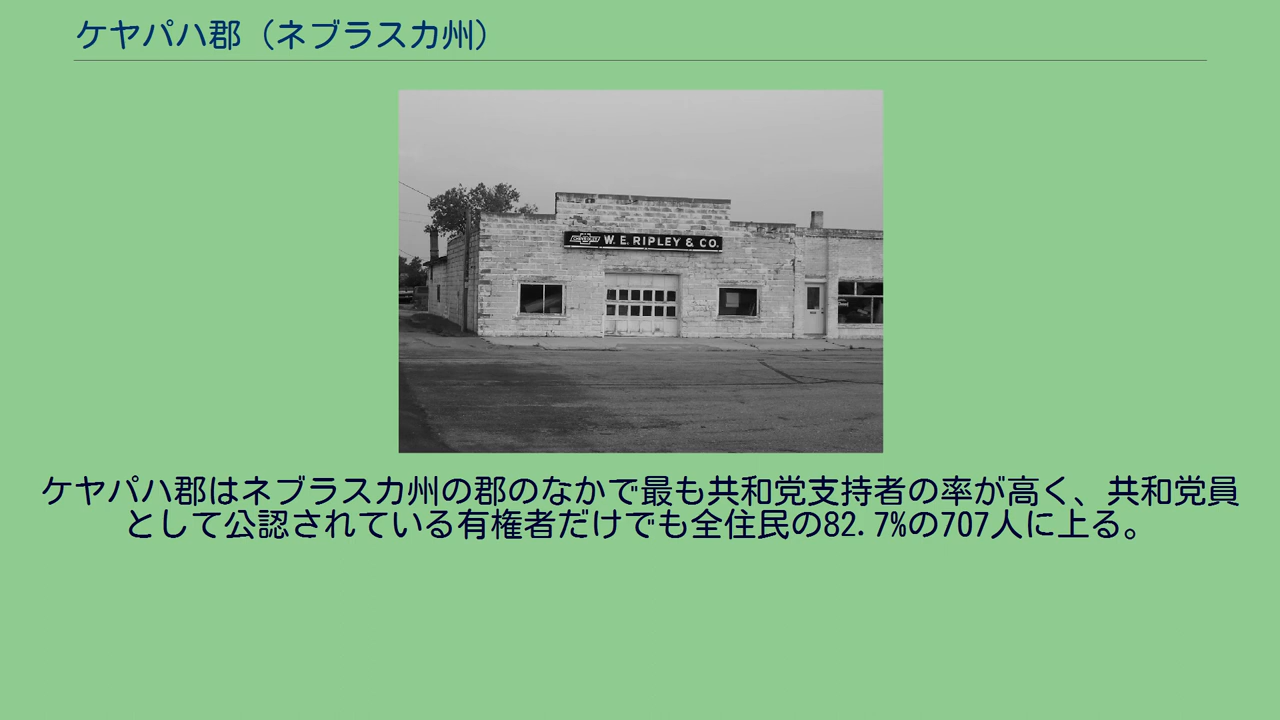 ケヤパハ郡（ネブラスカ州）
W. E. RIPLEY & CO.
ケヤパハ郡はネブラスカ州の郡のなかで最も共和党支持者の率が高く、共和党員
として公認されている有権者だけでも全住民の82.7%の707人に上る。